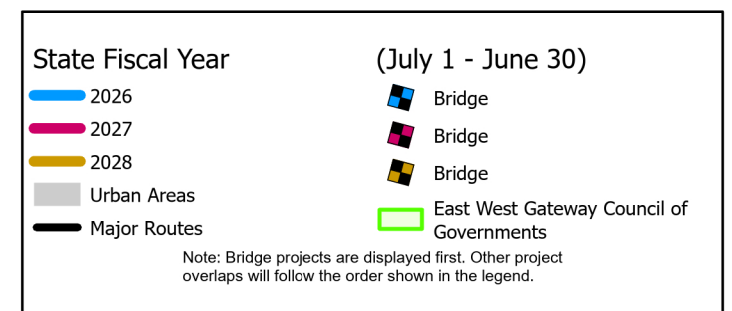 State Fiscal Year
2026
2027
2028
Urban Areas
Major Routes
(July 1 - June 30)
Bridge
Bridge
Bridge
East West Gateway Council of
Governments
Note: Bridge projects are displayed first. Other project
overlaps will follow the order shown in the legend.